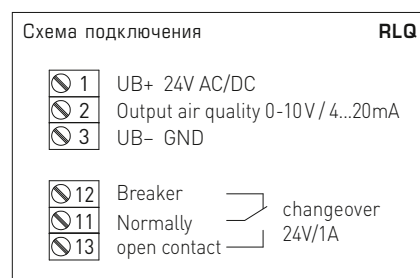 Схема подключения RLQ
1 UB+ 24V AC/DC
2 Output air quality 0-10V / 4...20mA
3 UB– GND
12 Breaker
changeover
11 Normally
24V/1A
13 open contact